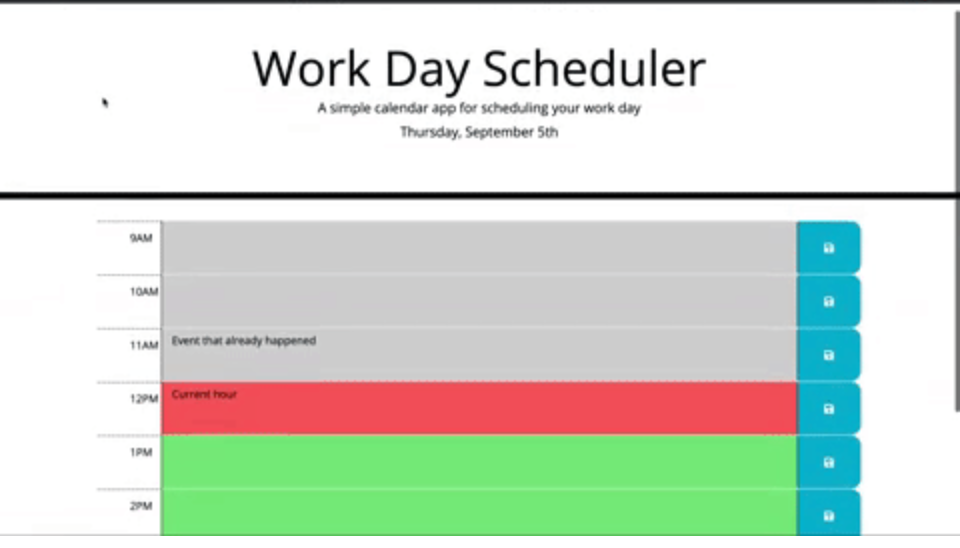 Work Day Scheduler
A simple calendar app for scheduling your work day
Thursday, September 5th
9AM
10AM
11AM Event that already happened
12PM Current hour
1PM
2PM